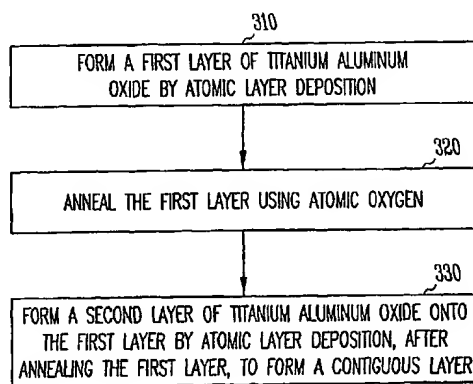 310
FORM A FIRST LAYER OF TITANIUM ALUMINUM
OXIDE BY ATOMIC LAYER DEPOSITION
320
ANNEAL THE FIRST LAYER USING ATOMIC OXYGEN
330
FORM A SECOND LAYER OF TITANIUM ALUMINUM OXIDE ONTO
THE FIRST LAYER BY ATOMIC LAYER DEPOSITION, AFTER
ANNEALING THE FIRST LAYER, TO FORM A CONTIGUOUS LAYER